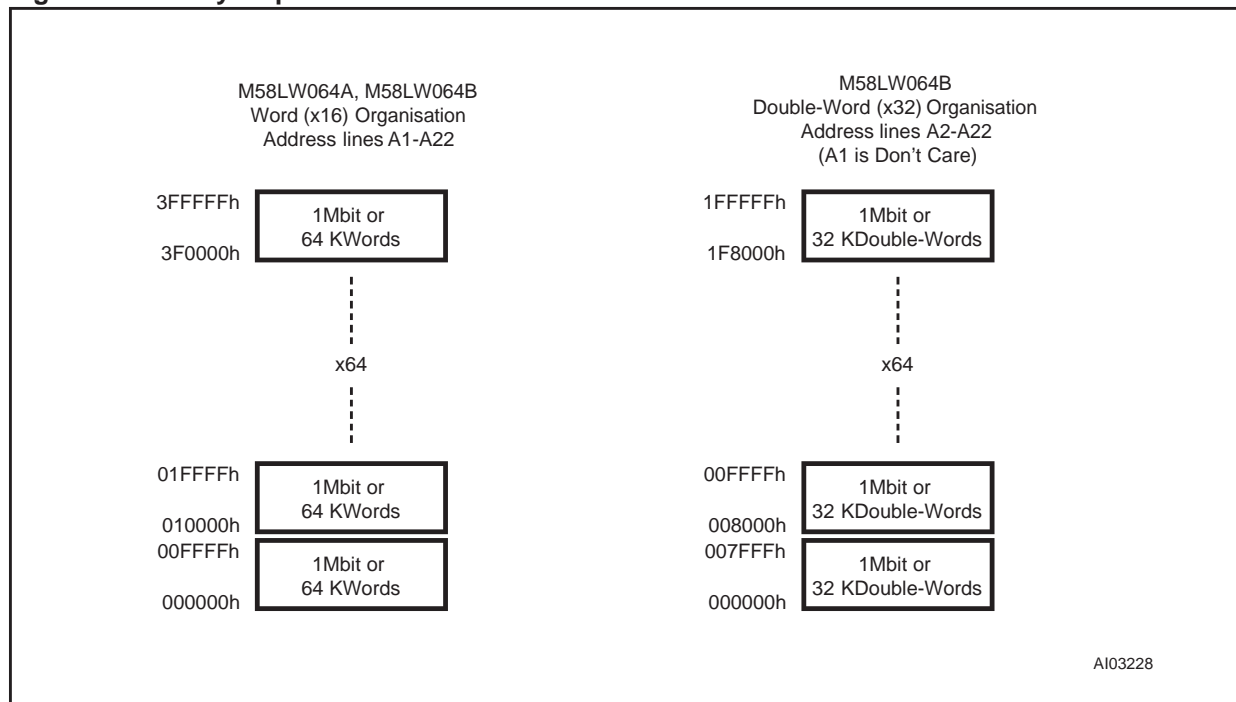 M58LW064A, M58LW064B
Word (x16) Organisation
Address lines A1-A22
3FFFFFh
1Mbit or
64 KWords
3F0000h
x64
01FFFFh
1Mbit or
64 KWords
010000h
00FFFFh
1Mbit or
64 KWords
000000h
M58LW064B
Double-Word (x32) Organisation
Address lines A2-A22
(A1 is Don't Care)
1FFFFFh
1Mbit or
32 KDouble-Words
1F8000h
x64
00FFFFh
1Mbit or
32 KDouble-Words
008000h
007FFFh
1Mbit or
32 KDouble-Words
000000h
AI03228